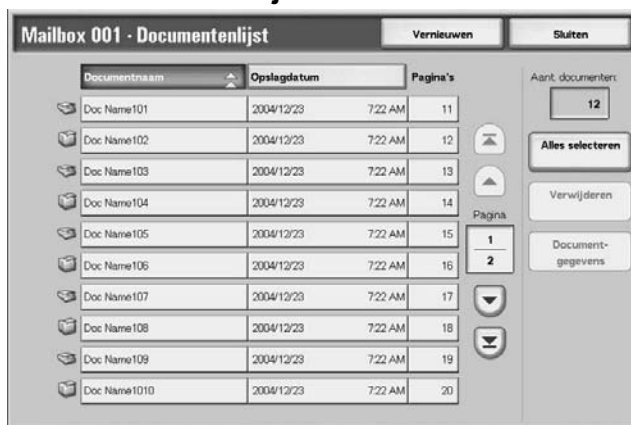 Mailbox 001 - Documentenlijst
Vernieuwen
Sluiten
Documentnaam
Opslagdatum
Pagina's
Doc Name101 2004/12/23 7:22 AM 11
Doc Name102 2004/12/23 7:22 AM 12
Doc Name103 2004/12/23 7:22 AM 13
Doc Name104 2004/12/23 7:22 AM 14
Doc Name105 2004/12/23 7:22 AM 15
Doc Name106 2004/12/23 7:22 AM 16
Doc Name107 2004/12/23 7:22 AM 17
Doc Name108 2004/12/23 7:22 AM 18
Doc Name109 2004/12/23 7:22 AM 19
Doc Name1010 2004/12/23 7:22 AM 20
Pagina
1
2
Aant. documenten:
12
Alles selecteren
Verwijderen
Document-
gegevens